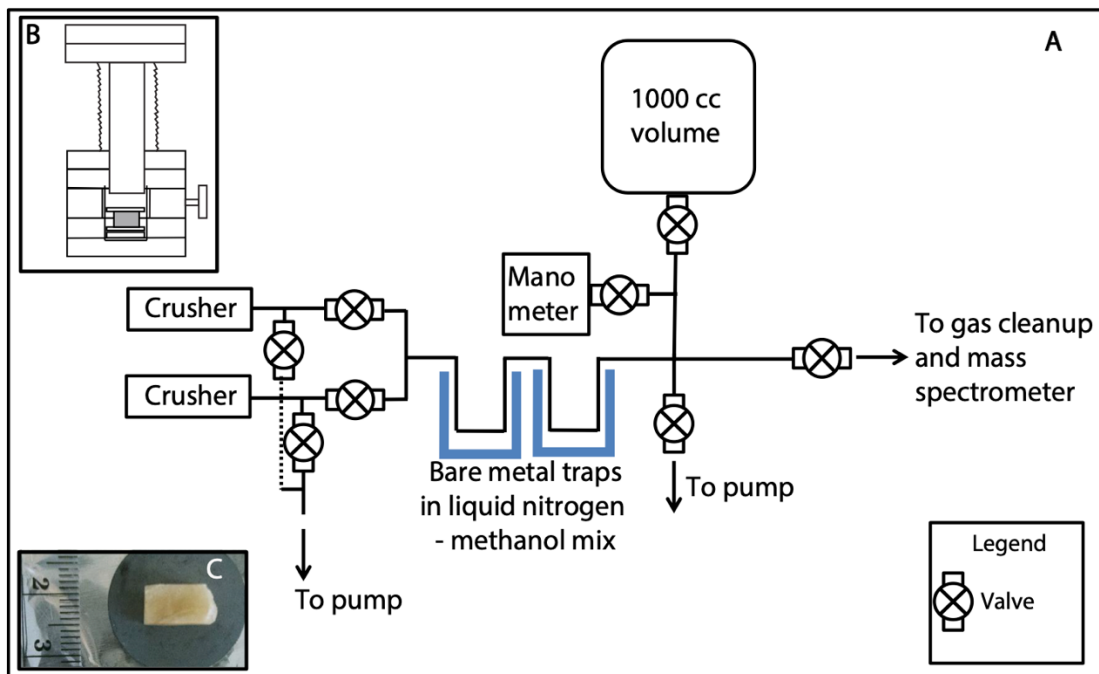 B
A
1000 cc
volume
Mano
meter
Crusher
Crusher
To gas cleanup
and mass
spectrometer
Bare metal traps
in liquid nitrogen
- methanol mix
To pump
To pump
C
2
3
Legend
Valve